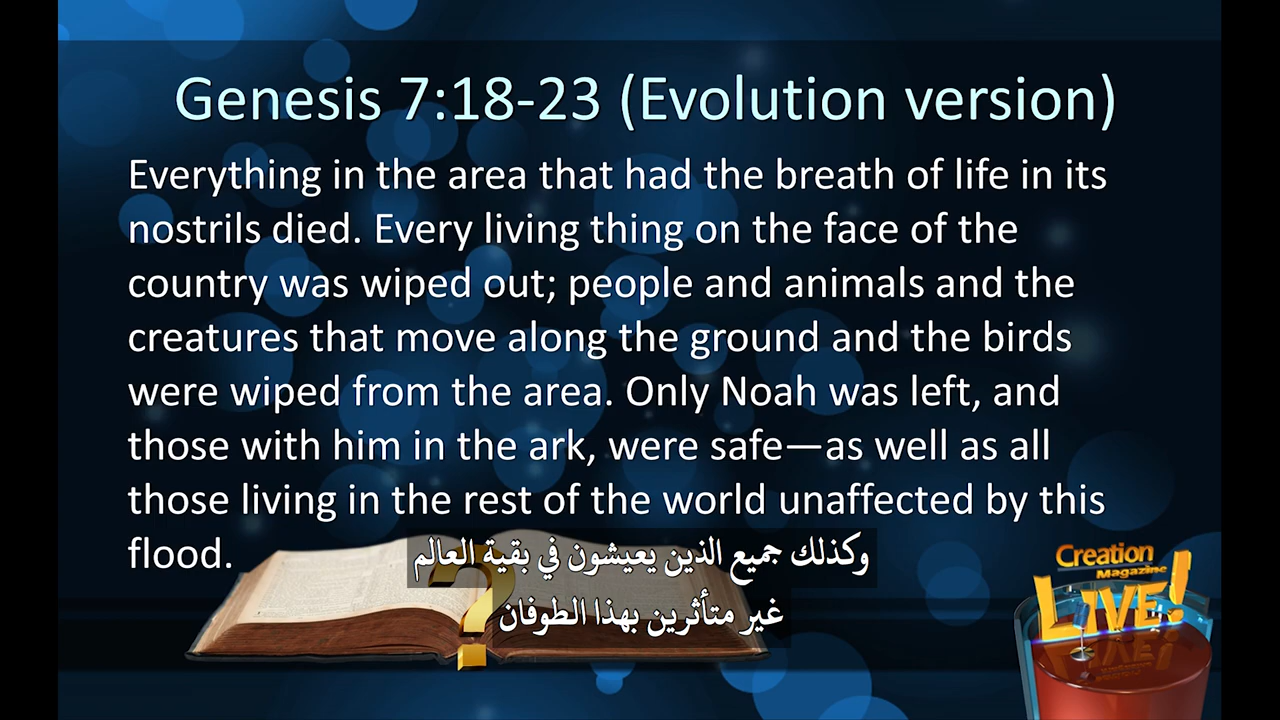 Genesis 7:18-23 (Evolution version)
Everything in the area that had the breath of life in its
nostrils died. Every living thing on the face of the
country was wiped out; people and animals and the
creatures that move along the ground and the birds
were wiped from the area. Only Noah was left, and
those with him in the ark, were safe—as well as all
those living in the rest of the world unaffected by this
flood.
وكذلك جميع الذين يعيشون في بقية العالم
غير متأثرين بهذا الطوفان
Creation
Magazine
LIVE!